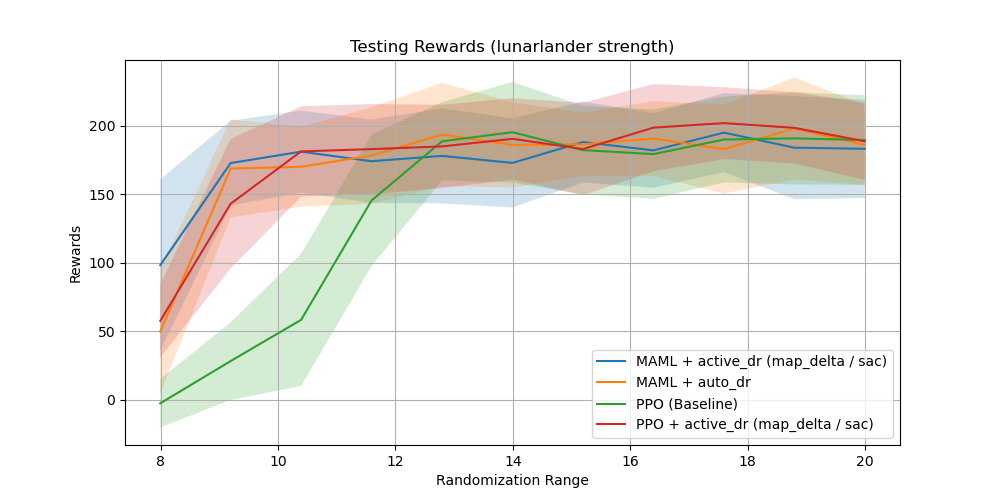 Testing Rewards (lunarlander strength)
200
150
100
50
0
Rewards
8
10
12
14
16
18
20
Randomization Range
MAML + active_dr (map_delta / sac)
MAML + auto_dr
PPO (Baseline)
PPO + active_dr (map_delta / sac)